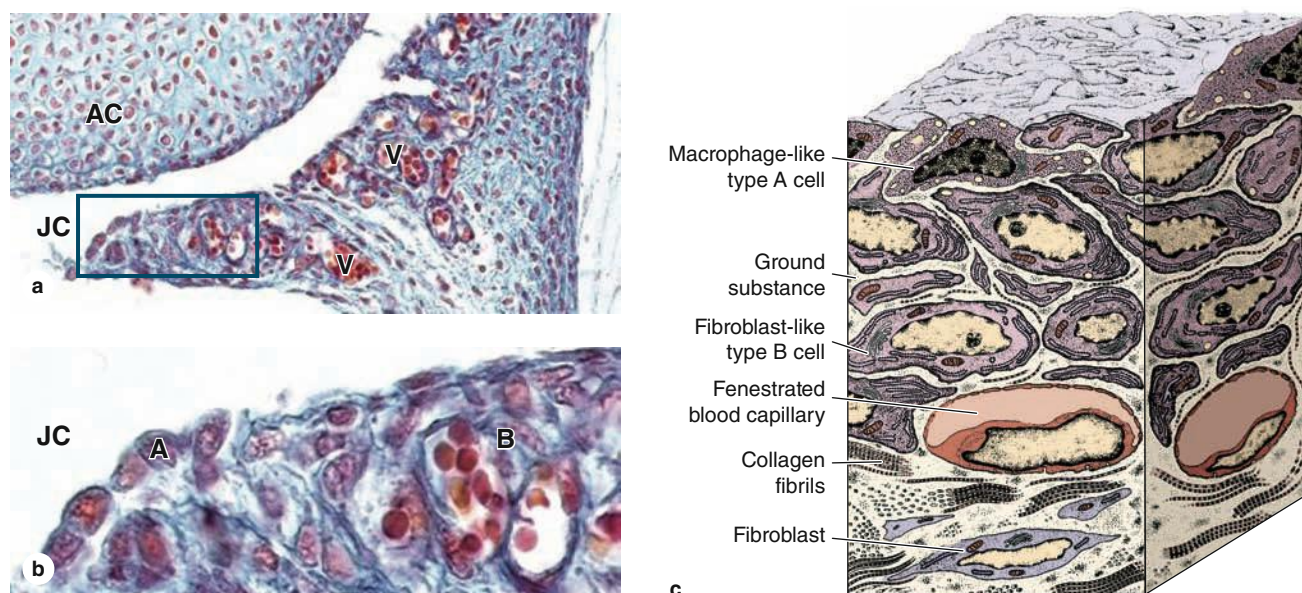 AC
V
JC
V
a
JC
A
B
b
Macrophage-like
type A cell
Ground
substance
Fibroblast-like
type B cell
Fenestrated
blood capillary
Collagen
fibrils
Fibroblast
c